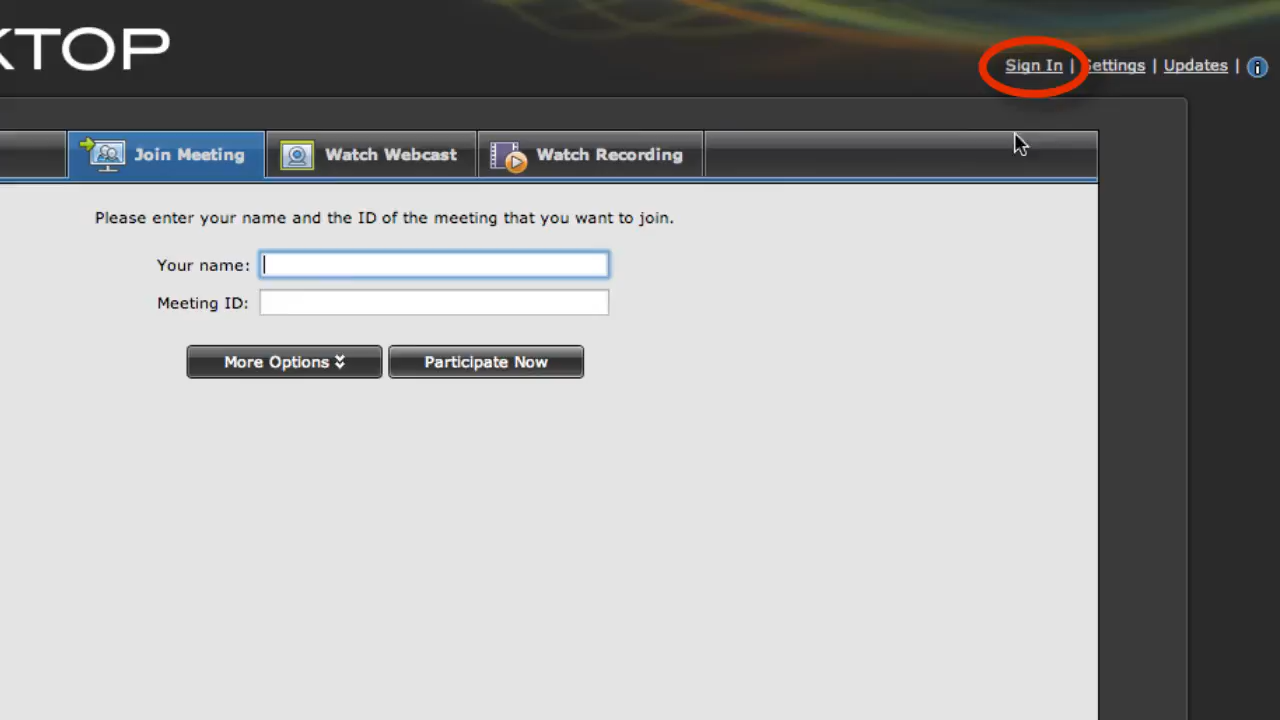 KTOP
Sign In | Settings | Updates |
Join Meeting Watch Webcast Watch Recording
Please enter your name and the ID of the meeting that you want to join.
Your name:
Meeting ID:
More Options Participate Now